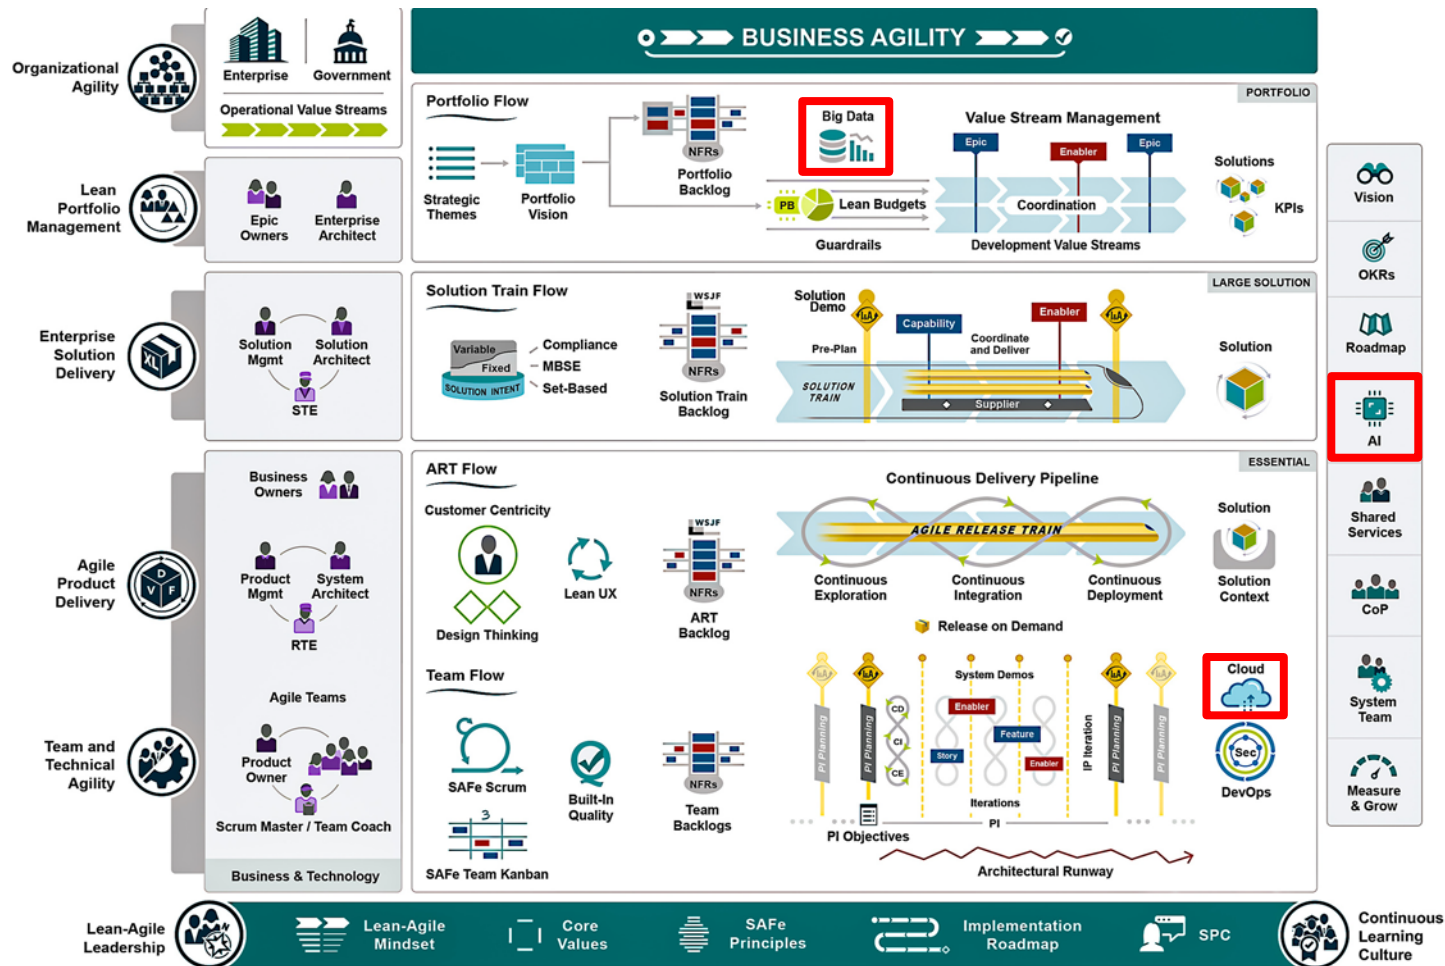 BUSINESS AGILITY
Organizational
Agility
Enterprise
Government
Operational Value Streams
Lean
Portfolio
Management
Epic
Owners
Enterprise
Architect
Enterprise
Solution
Delivery
XL
Solution
Mgmt
Solution
Architect
STE
Agile
Product
Delivery
D
V
F
Business
Owners
Product
Mgmt
System
Architect
RTE
Team and
Technical
Agility
Agile Teams
Product
Owner
Scrum Master / Team Coach
Business & Technology
PORTFOLIO
Portfolio Flow
Strategic
Themes
Portfolio
Vision
NFRs
Portfolio
Backlog
Big Data
PB
Lean Budgets
Guardrails
Value Stream Management
Epic
Enabler
Epic
Coordination
Development Value Streams
Solutions
KPIs
LARGE SOLUTION
Solution Train Flow
Variable
Fixed
SOLUTION INTENT
Compliance
MBSE
Set-Based
WSJF
NFRs
Solution Train
Backlog
Solution
Demo
I&A
Pre-Plan
Capability
Coordinate
and Deliver
Enabler
I&A
SOLUTION
TRAIN
Supplier
Solution
ESSENTIAL
ART Flow
Customer Centricity
Lean UX
Design Thinking
WSJF
NFRs
ART
Backlog
Continuous Delivery Pipeline
AGILE RELEASE TRAIN
Continuous
Exploration
Continuous
Integration
Continuous
Deployment
Release on Demand
Solution
Solution
Context
Team Flow
SAFe Scrum
Built-In
Quality
SAFe Team Kanban
3
NFRs
Team
Backlogs
I&A
I&A
I&A
I&A
PI Planning
PI Planning
CD
CI
CE
System Demos
Enabler
Story
Feature
Enabler
IP Iteration
PI Planning
PI Planning
Iterations
PI
PI Objectives
Architectural Runway
Cloud
Sec
DevOps
Vision
OKRs
Roadmap
AI
Shared
Services
CoP
System
Team
Measure
& Grow
Lean-Agile
Leadership
Lean-Agile
Mindset
Core
Values
SAFe
Principles
Implementation
Roadmap
SPC
Continuous
Learning
Culture